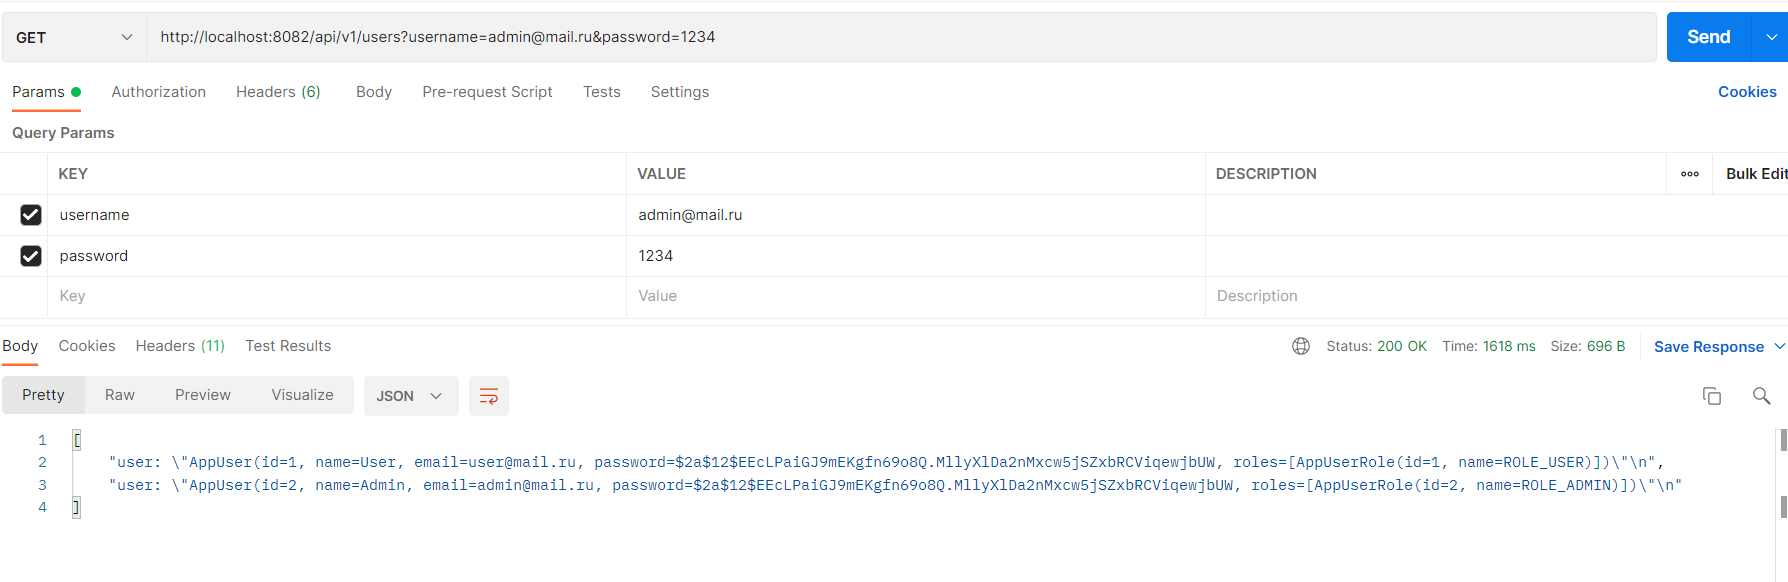 GET http://localhost:8082/api/v1/users?username=admin@mail.ru&password=1234 Send
Params Authorization Headers (6) Body Pre-request Script Tests Settings Cookies
Query Params
KEY VALUE DESCRIPTION ooo Bulk Edit
username admin@mail.ru
password 1234
Key Value Description
Body Cookies Headers (11) Test Results Status: 200 OK Time: 1618 ms Size: 696 B Save Response
Pretty Raw Preview Visualize JSON
1 [
2 "user: \"AppUser(id=1, name=User, email=user@mail.ru, password=$2a$12$EEcLPaiGJ9mEKgfn69o8Q.MllyXlDa2nMxcw5jSZxbRCViqewjbUW, roles=[AppUserRole(id=1, name=ROLE_USER)])\"\n",
3 "user: \"AppUser(id=2, name=Admin, email=admin@mail.ru, password=$2a$12$EEcLPaiGJ9mEKgfn69o8Q.MllyXlDa2nMxcw5jSZxbRCViqewjbUW, roles=[AppUserRole(id=2, name=ROLE_ADMIN)])\"\n"
4 ]